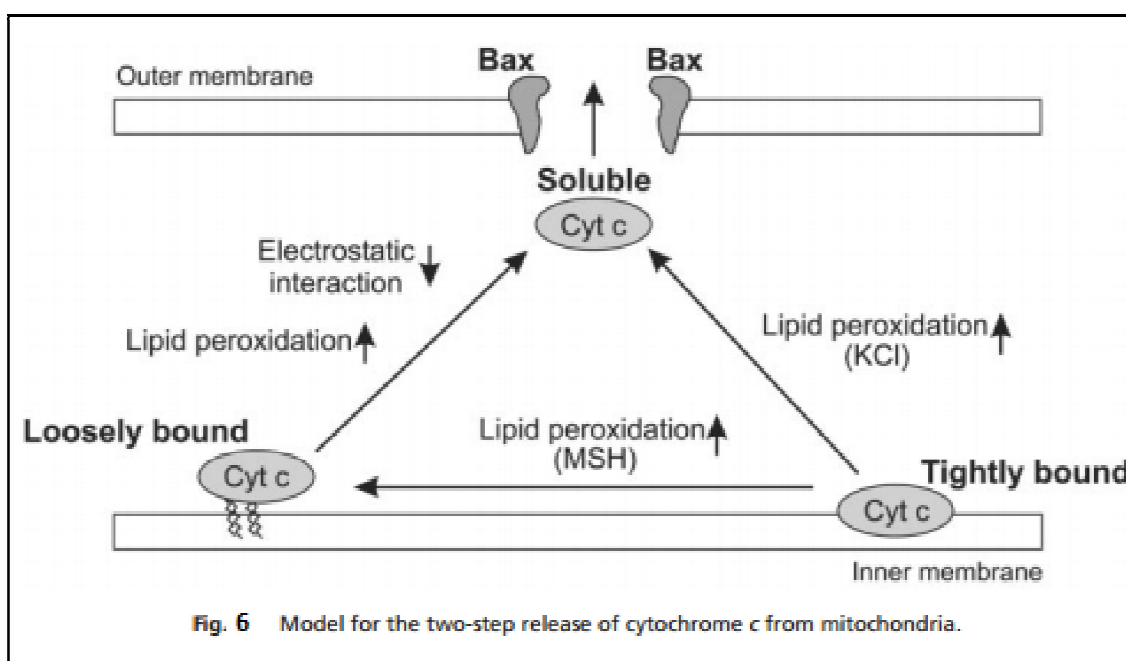 Bax
Bax
Outer membrane
Soluble
Cyt c
Electrostatic
interaction
Lipid peroxidation
Lipid peroxidation
(KCl)
Loosely bound
Cyt c
Lipid peroxidation
(MSH)
Tightly bound
Cyt c
Inner membrane
Fig. 6 Model for the two-step release of cytochrome c from mitochondria.